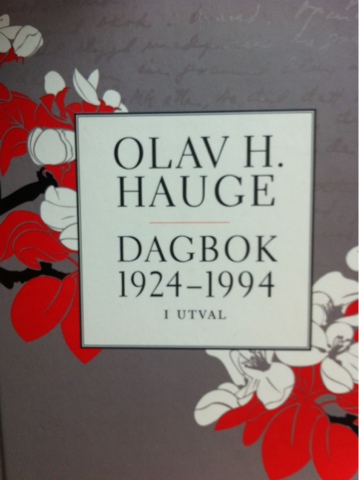 OLAV H.
HAUGE
DAGBOK
1924–1994
I UTVAL